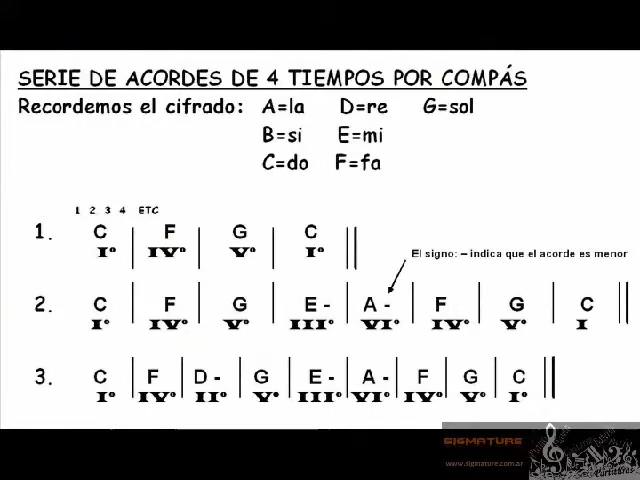 SERIE DE ACORDES DE 4 TIEMPOS POR COMPÁS
Recordemos el cifrado: A=la D=re G=sol
B=si E=mi
C=do F=fa
1 2 3 4 ETC
1. C | F | G | C ||
Iº IVº Vº Iº
El signo: – indica que el acorde es menor
2. C | F | G | E - | A - | F | G | C ||
Iº IVº Vº IIIº VIº IVº Vº I
3. C | F | D - | G | E - | A - | F | G | C ||
Iº IVº IIº Vº IIIº VIº IVº Vº Iº
SIGMATURE
www.sigmature.com.ar
Partituras